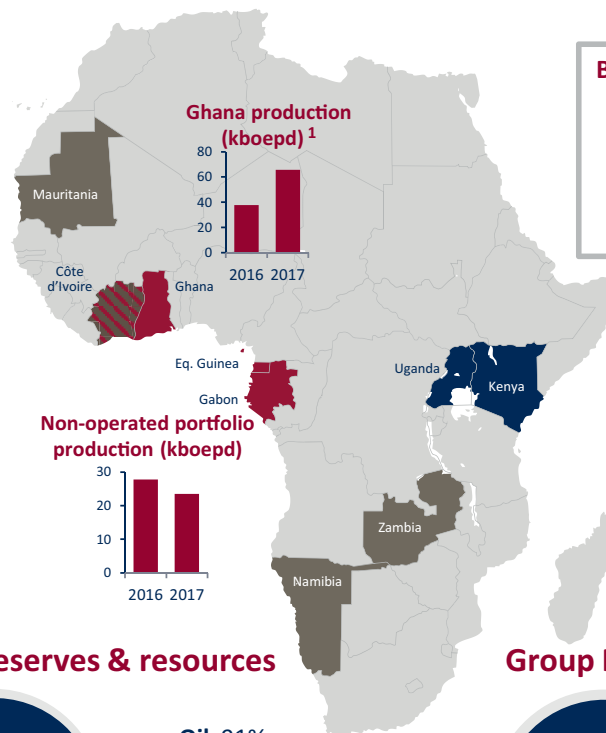 B
Ghana production
(kboepd) 1
80
60
40
20
0
2016 2017
Mauritania
Côte
d'Ivoire
Ghana
Eq. Guinea
Gabon
Uganda
Kenya
Non-operated portfolio
production (kboepd)
30
20
10
0
2016 2017
Zambia
Namibia
eserves & resources
Group